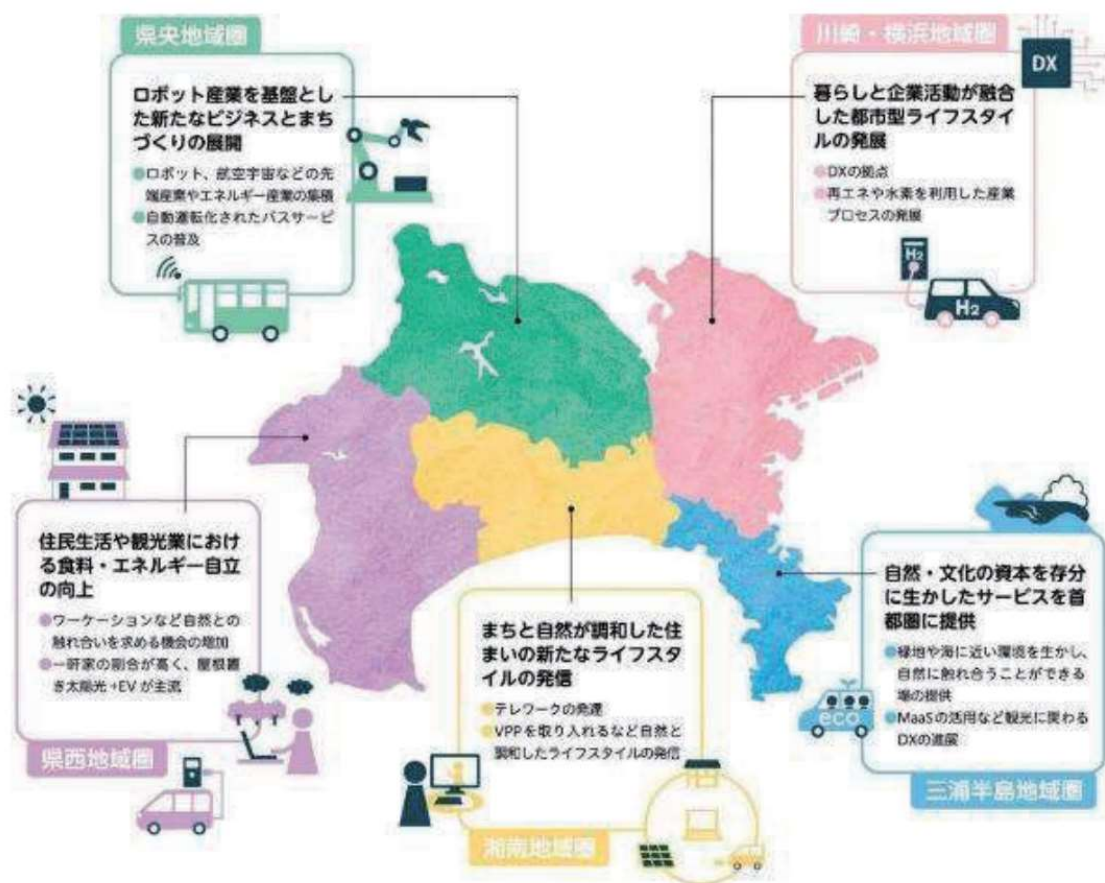 県央地域圏
ロボット産業を基盤とし
た新たなビジネスとまち
づくりの展開
●ロボット、航空宇宙などの先
端産業やエネルギー産業の集積
●自動運転化されたバスサービ
スの普及
川崎・横浜地域圏
DX
暮らしと企業活動が融合
した都市型ライフスタイ
ルの発展
●DXの拠点
●再エネや水素を利用した産業
プロセスの発展
H2
H2
住民生活や観光業におけ
る食料・エネルギー自立
の向上
●ワーケーションなど自然との
触れ合いを求める機会の増加
●一軒家の割合が高く、屋根置
き太陽光+EVが主流
県西地域圏
まちと自然が調和した住
まいの新たなライフスタ
イルの発信
●テレワークの発達
●VPPを取り入れるなど自然と
調和したライフスタイルの発信
湘南地域圏
自然・文化の資本を存分
に生かしたサービスを首
都圏に提供
●緑地や海に近い環境を生かし、
自然に触れ合うことができる
場の提供
●MaaSの活用など観光に関わる
DXの進展
eco
三浦半島地域圏